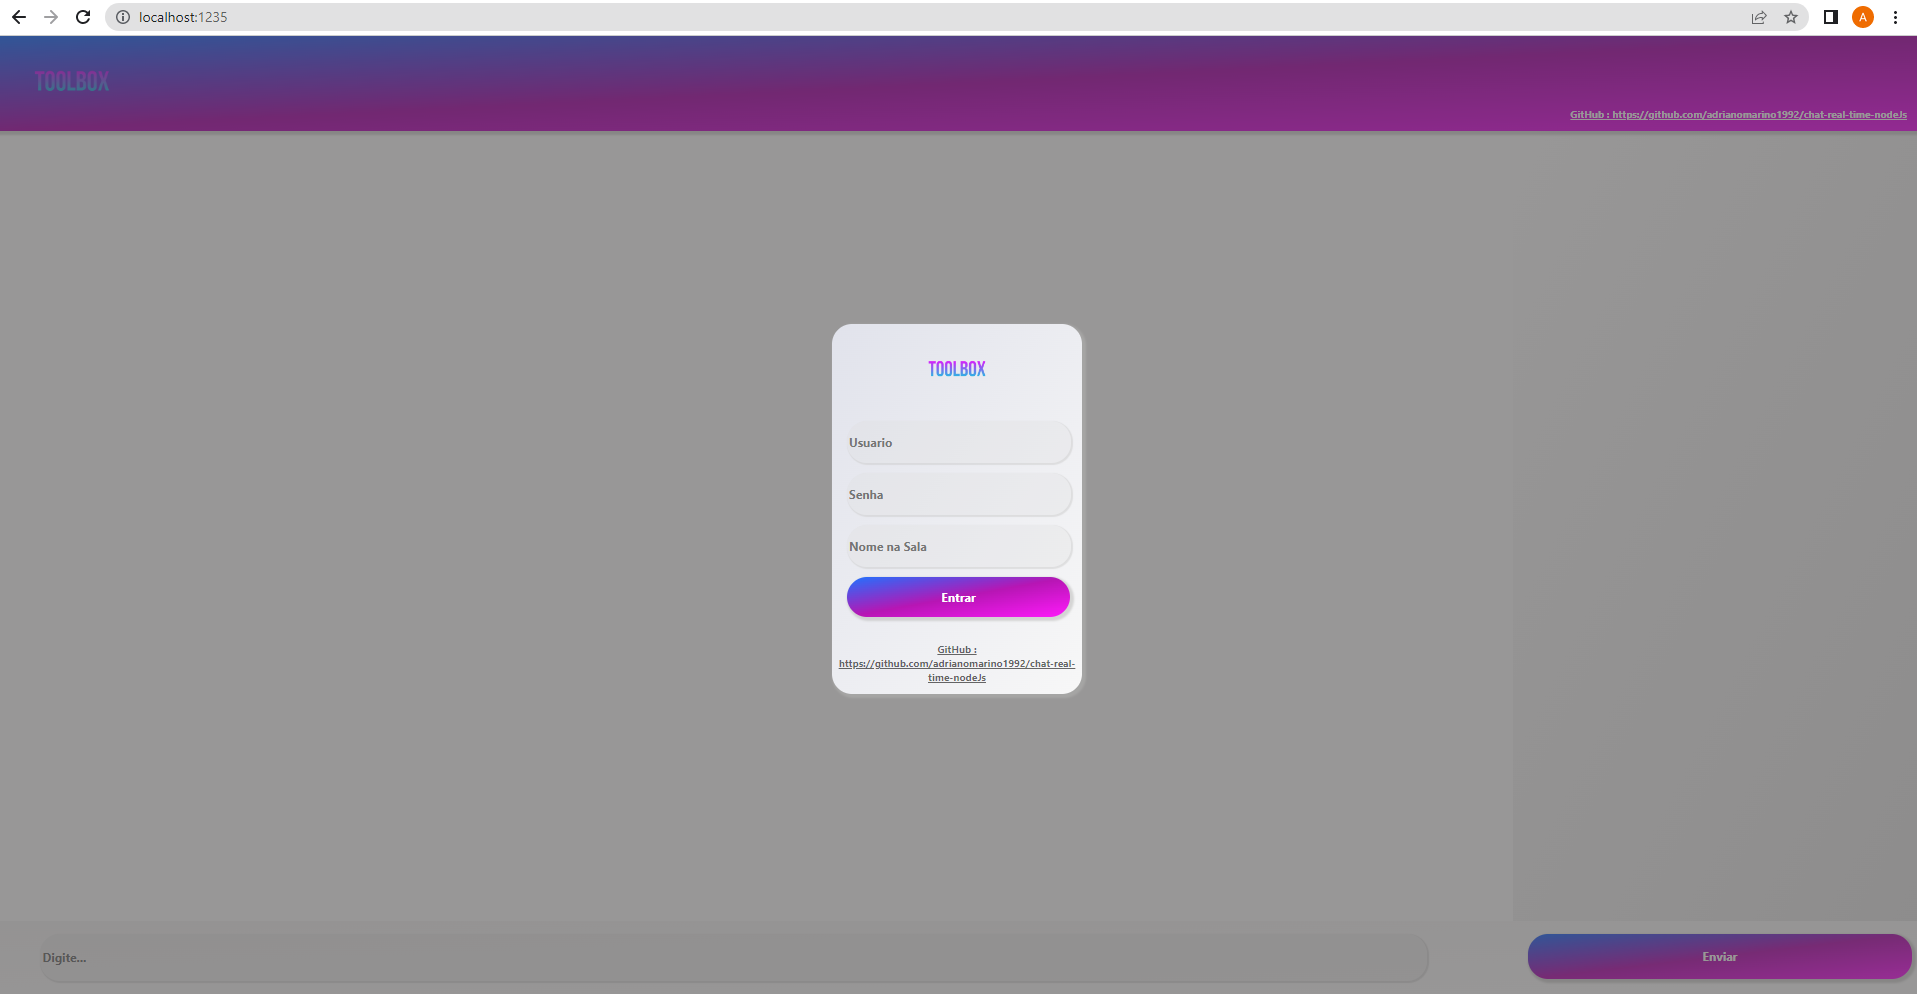 localhost:1235
A
TOOLBOX
GitHub : https://github.com/adrianomarino1992/chat-real-time-nodeJs
TOOLBOX
Usuario
Senha
Nome na Sala
Entrar
GitHub :
https://github.com/adrianomarino1992/chat-real-
time-nodeJs
Digite...
Enviar